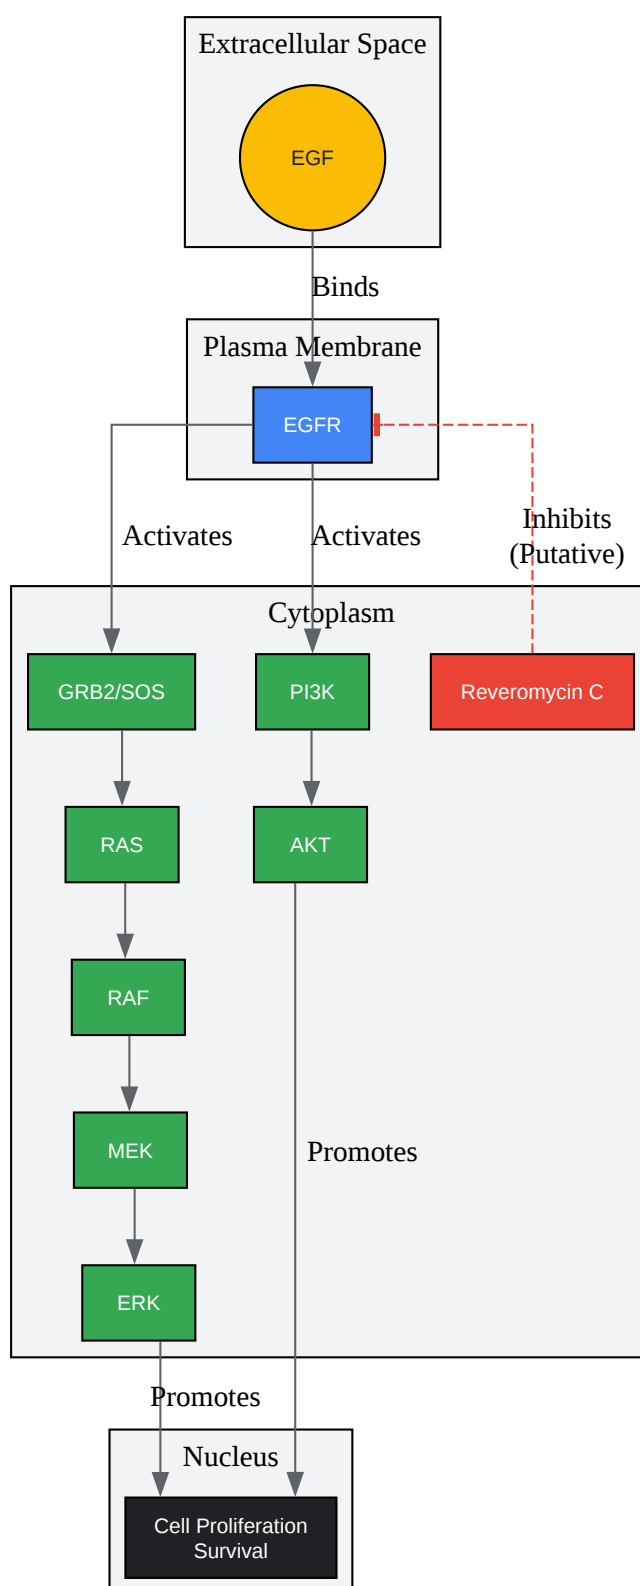 Extracellular Space
EGF
Binds
Plasma Membrane
EGFR
Activates
Activates
Inhibits
(Putative)
Cytoplasm
GRB2/SOS
PI3K
Reveromycin C
RAS
AKT
RAF
MEK
Promotes
ERK
Promotes
Nucleus
Cell Proliferation
Survival